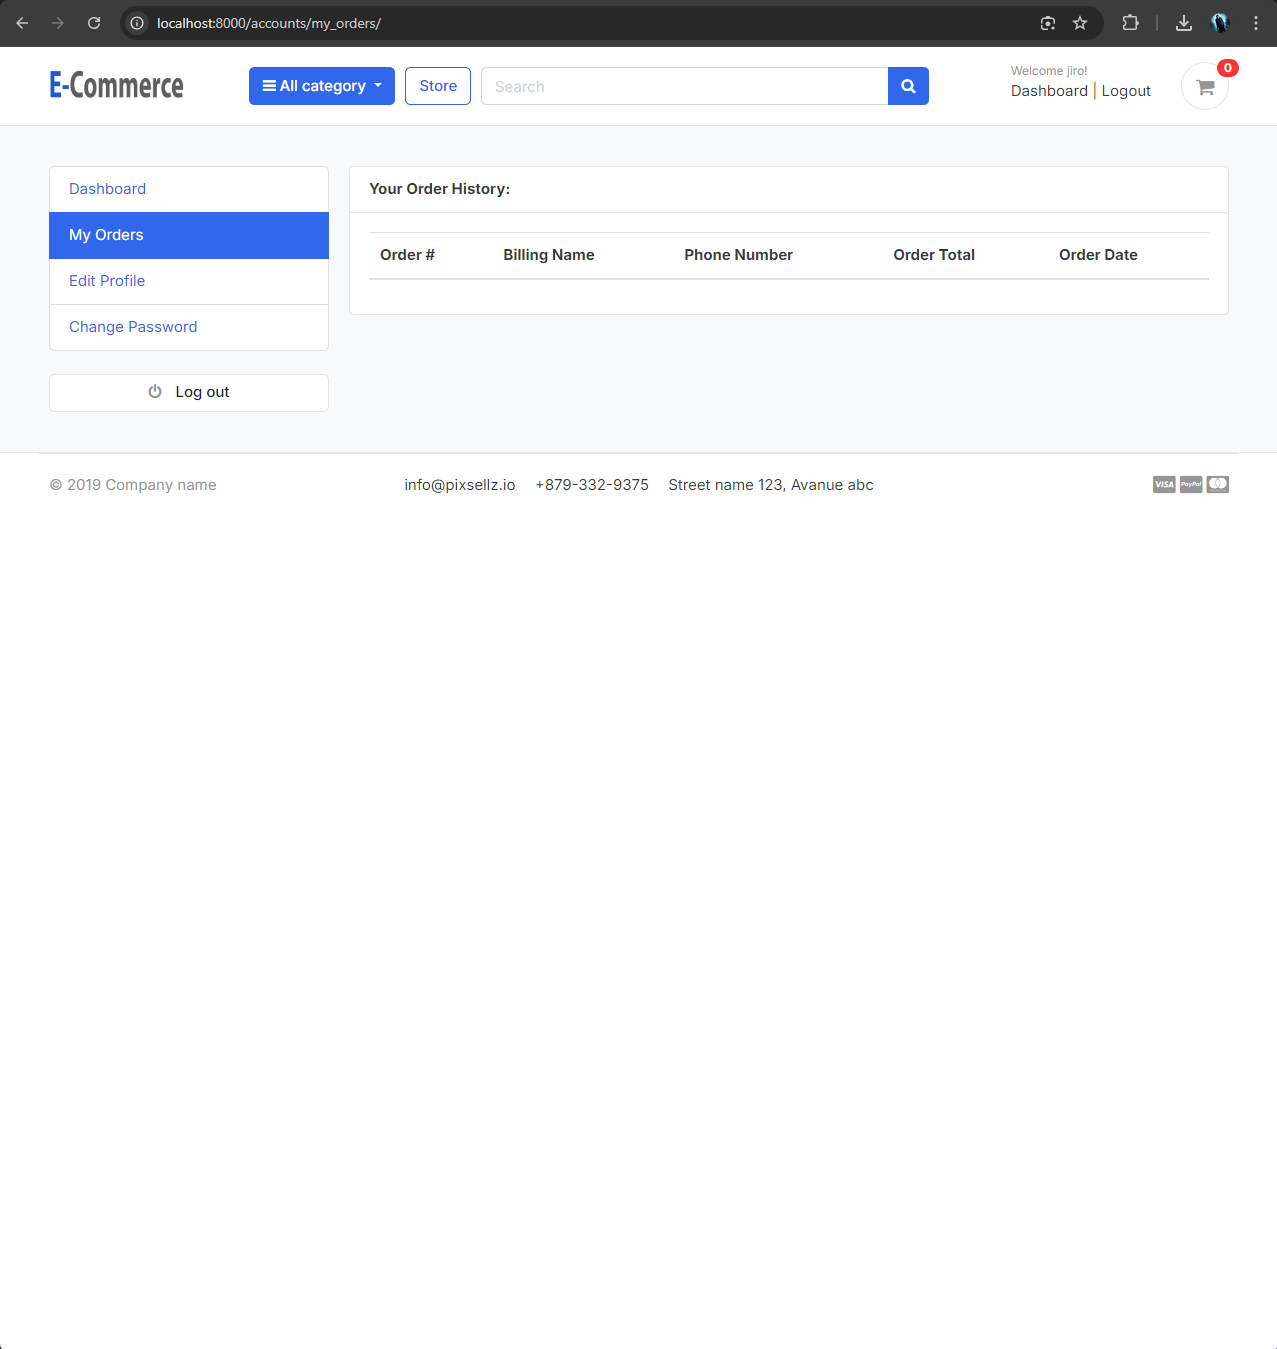 localhost:8000/accounts/my_orders/
E-Commerce
All category
Store
Search
Welcome jiro!
Dashboard | Logout
0
Dashboard
My Orders
Edit Profile
Change Password
Log out
Your Order History:
Order # Billing Name Phone Number Order Total Order Date
© 2019 Company name
info@pixsellz.io +879-332-9375 Street name 123, Avanue abc
VISA PayPal